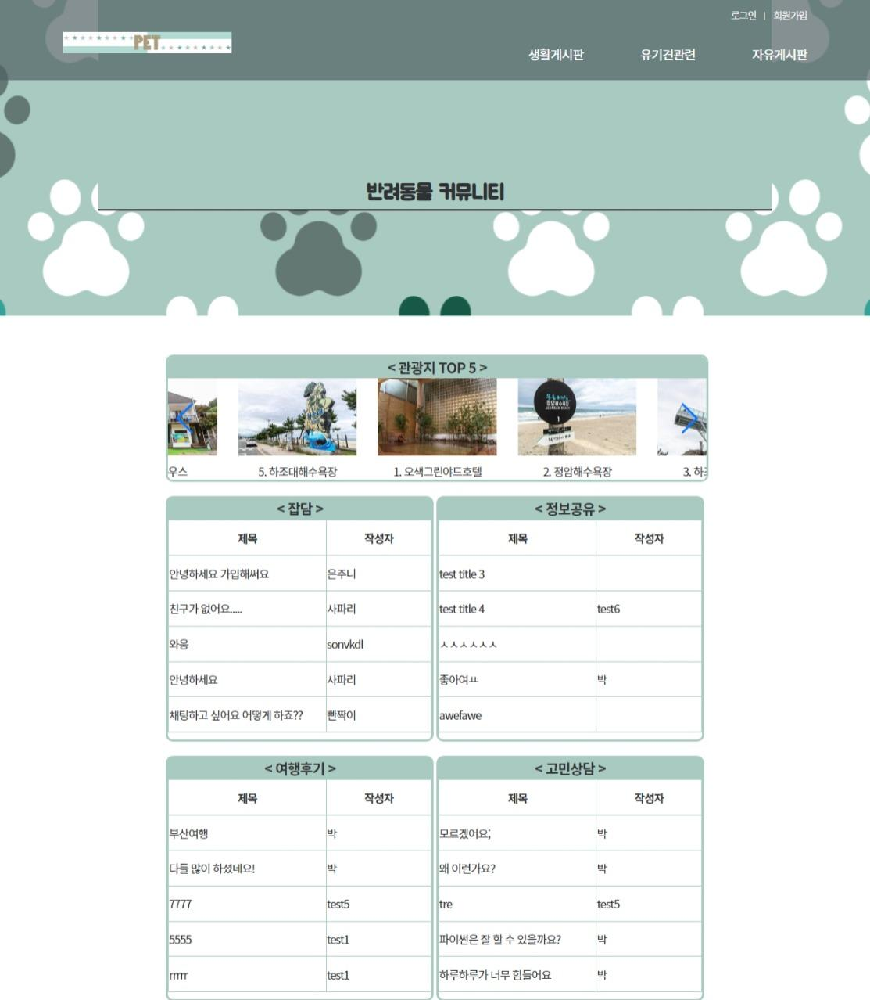 로그인 | 회원가입
PET
생활게시판 유기견관련 자유게시판
반려동물 커뮤니티
< 관광지 TOP 5 >
우스 5. 하조대해수욕장 1. 오색그린야드호텔 2. 정암해수욕장 3. 하조
< 잡담 > < 정보공유 >
제목 작성자 제목 작성자
안녕하세요 가입해써요 은주니 test title 3
친구가 없어요..... 사파리 test title 4 test6
와웅 sonvkdl ㅅㅅㅅㅅㅅㅅ
안녕하세요 사파리 좋아여ㅛ 박
채팅하고 싶어요 어떻게 하죠?? 빤짝이 awefawe
< 여행후기 > < 고민상담 >
제목 작성자 제목 작성자
부산여행 박 모르겠어요; 박
다들 많이 하셨네요! 박 왜 이런가요? 박
7777 test5 tre test5
5555 test1 파이썬은 잘 할 수 있을까요? 박
rrrrr test1 하루하루가 너무 힘들어요 박